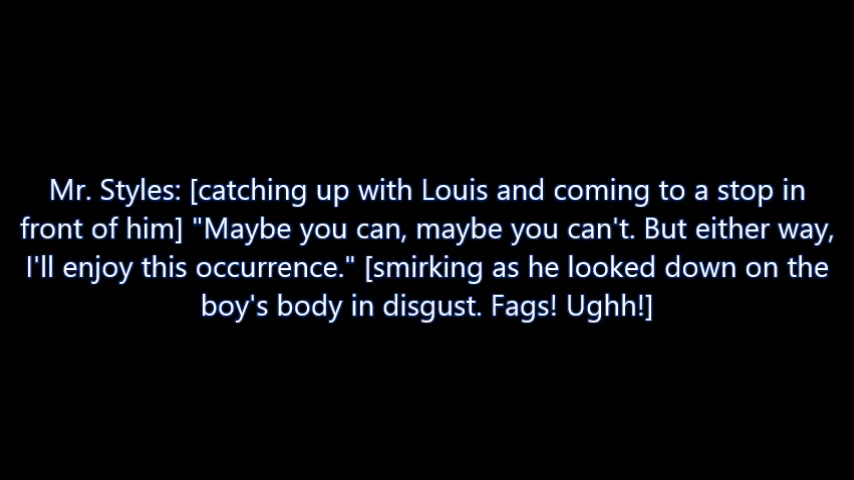 Mr. Styles: [catching up with Louis and coming to a stop in
front of him] "Maybe you can, maybe you can't. But either way,
I'll enjoy this occurrence." [smirking as he looked down on the
boy's body in disgust. Fags! Ughh!]